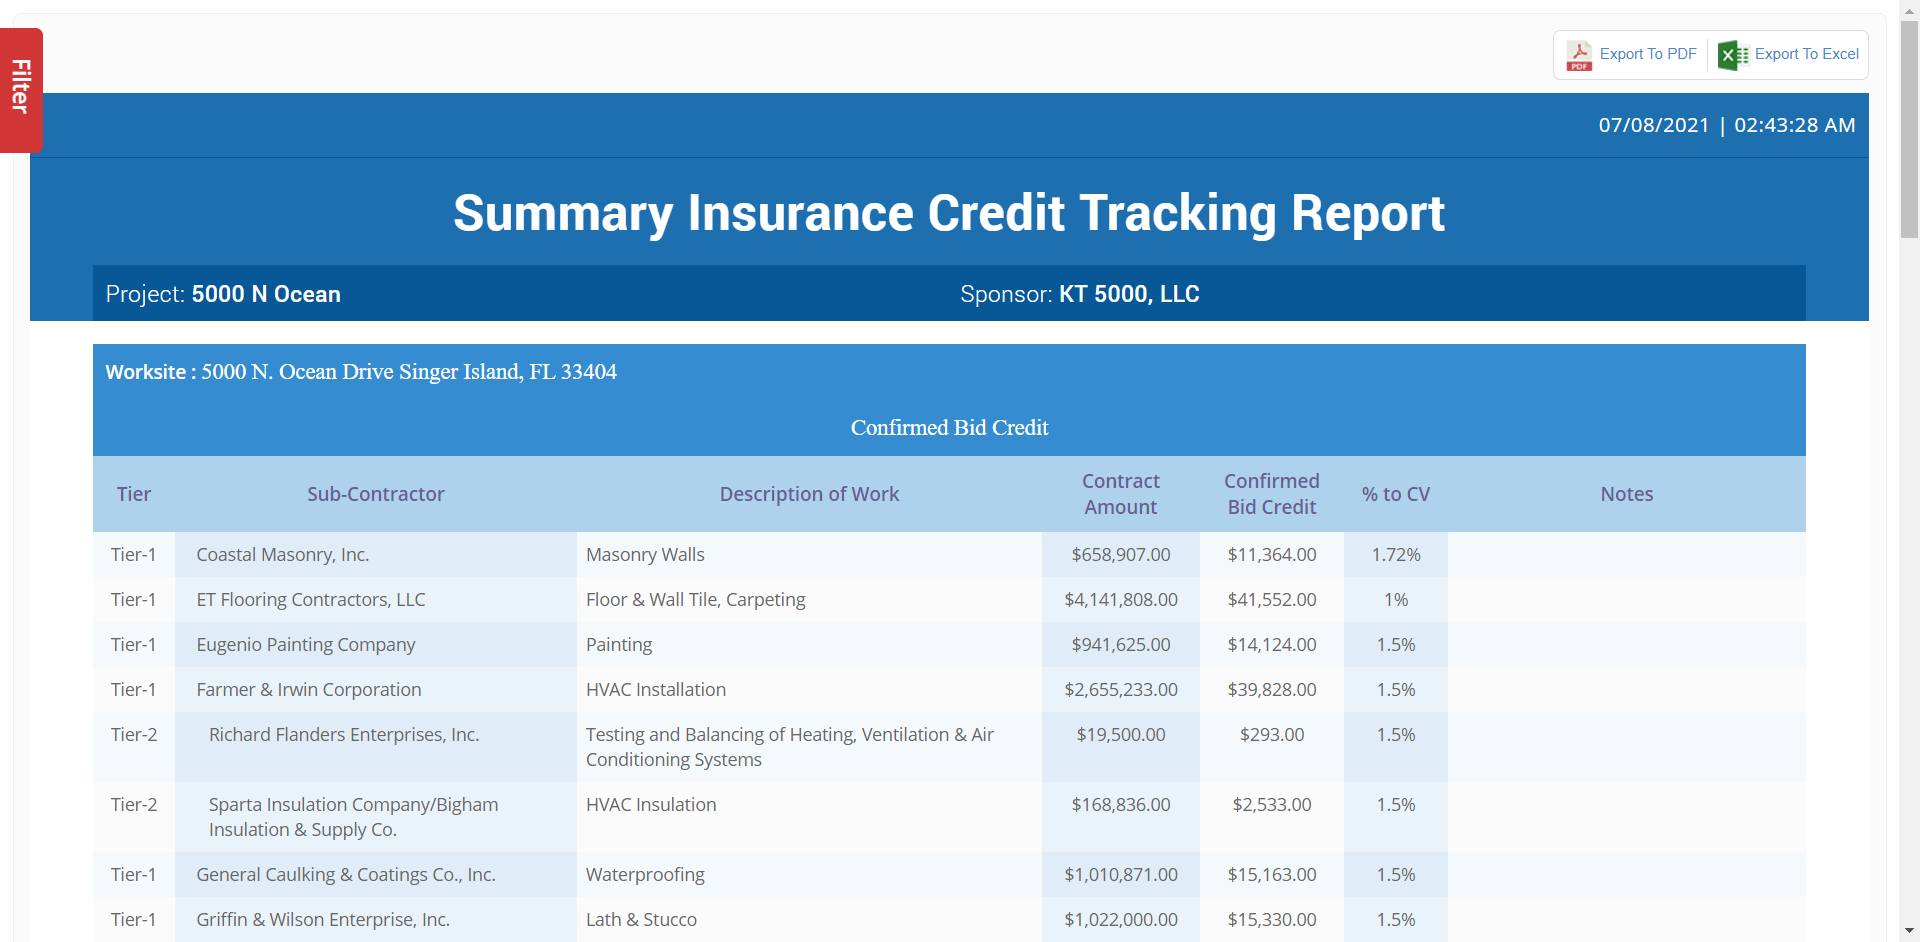 Filter
PDF
Export To PDF
Export To Excel
07/08/2021 | 02:43:28 AM
Summary Insurance Credit Tracking Report
Project: 5000 N Ocean
Sponsor: KT 5000, LLC
Worksite : 5000 N. Ocean Drive Singer Island, FL 33404
Confirmed Bid Credit
Tier Sub-Contractor Description of Work Contract Amount Confirmed Bid Credit % to CV Notes
Tier-1 Coastal Masonry, Inc. Masonry Walls $658,907.00 $11,364.00 1.72%
Tier-1 ET Flooring Contractors, LLC Floor & Wall Tile, Carpeting $4,141,808.00 $41,552.00 1%
Tier-1 Eugenio Painting Company Painting $941,625.00 $14,124.00 1.5%
Tier-1 Farmer & Irwin Corporation HVAC Installation $2,655,233.00 $39,828.00 1.5%
Tier-2 Richard Flanders Enterprises, Inc. Testing and Balancing of Heating, Ventilation & Air $19,500.00 $293.00 1.5%
Conditioning Systems
Tier-2 Sparta Insulation Company/Bigham HVAC Insulation $168,836.00 $2,533.00 1.5%
Insulation & Supply Co.
Tier-1 General Caulking & Coatings Co., Inc. Waterproofing $1,010,871.00 $15,163.00 1.5%
Tier-1 Griffin & Wilson Enterprise, Inc. Lath & Stucco $1,022,000.00 $15,330.00 1.5%